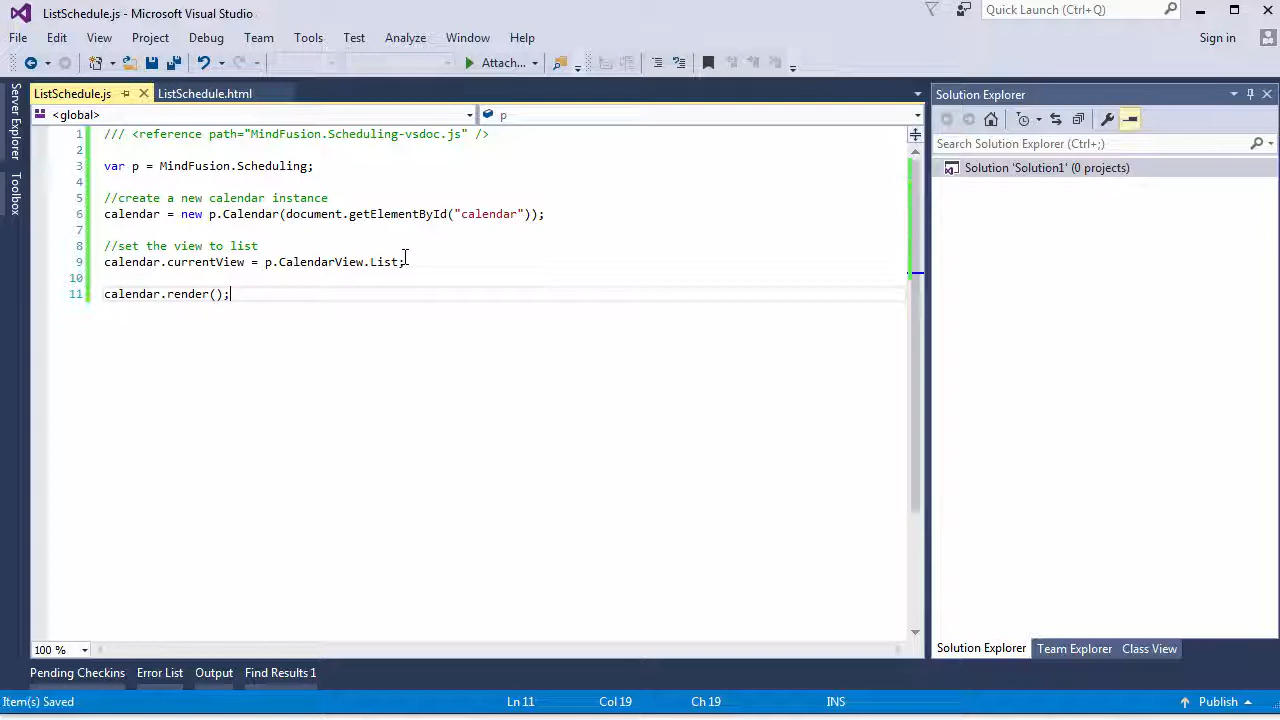 ListSchedule.js - Microsoft Visual Studio
Quick Launch (Ctrl+Q)
File Edit View Project Debug Team Tools Test Analyze Window Help
Sign in
Attach...
Server Explorer
Toolbox
ListSchedule.js
ListSchedule.html
<global>
p
1 /// <reference path="MindFusion.Scheduling-vsdoc.js" />
2
3 var p = MindFusion.Scheduling;
4
5 //create a new calendar instance
6 calendar = new p.Calendar(document.getElementById("calendar"));
7
8 //set the view to list
9 calendar.currentView = p.CalendarView.List;
10
11 calendar.render();
100 %
Solution Explorer
Search Solution Explorer (Ctrl+;)
Solution 'Solution1' (0 projects)
Solution Explorer Team Explorer Class View
Pending Checkins Error List Output Find Results 1
Item(s) Saved Ln 11 Col 19 Ch 19 INS Publish